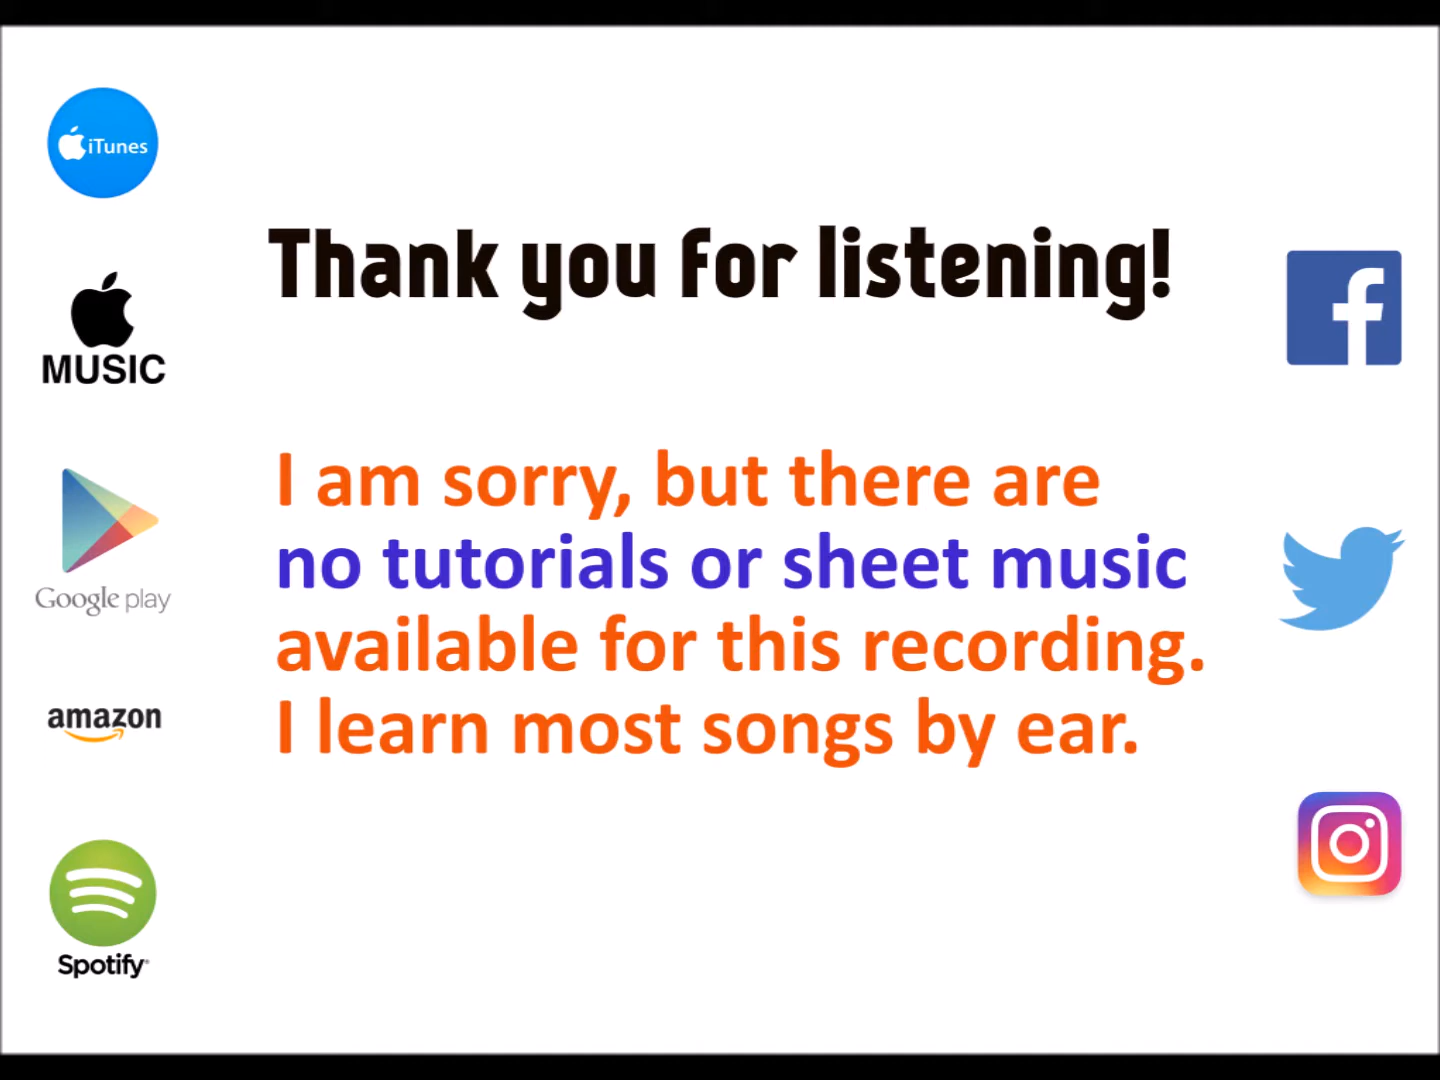 iTunes
MUSIC
Google play
amazon
Spotify
Thank you for listening!
I am sorry, but there are
no tutorials or sheet music
available for this recording.
I learn most songs by ear.